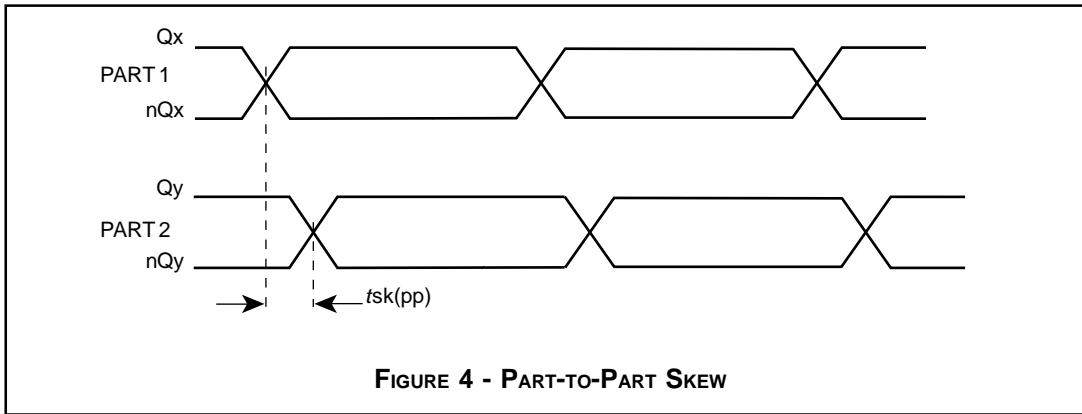 Qx
PART 1
nQx
Qy
PART 2
nQy
tsk(pp)
FIGURE 4 - PART-TO-PART SKEW